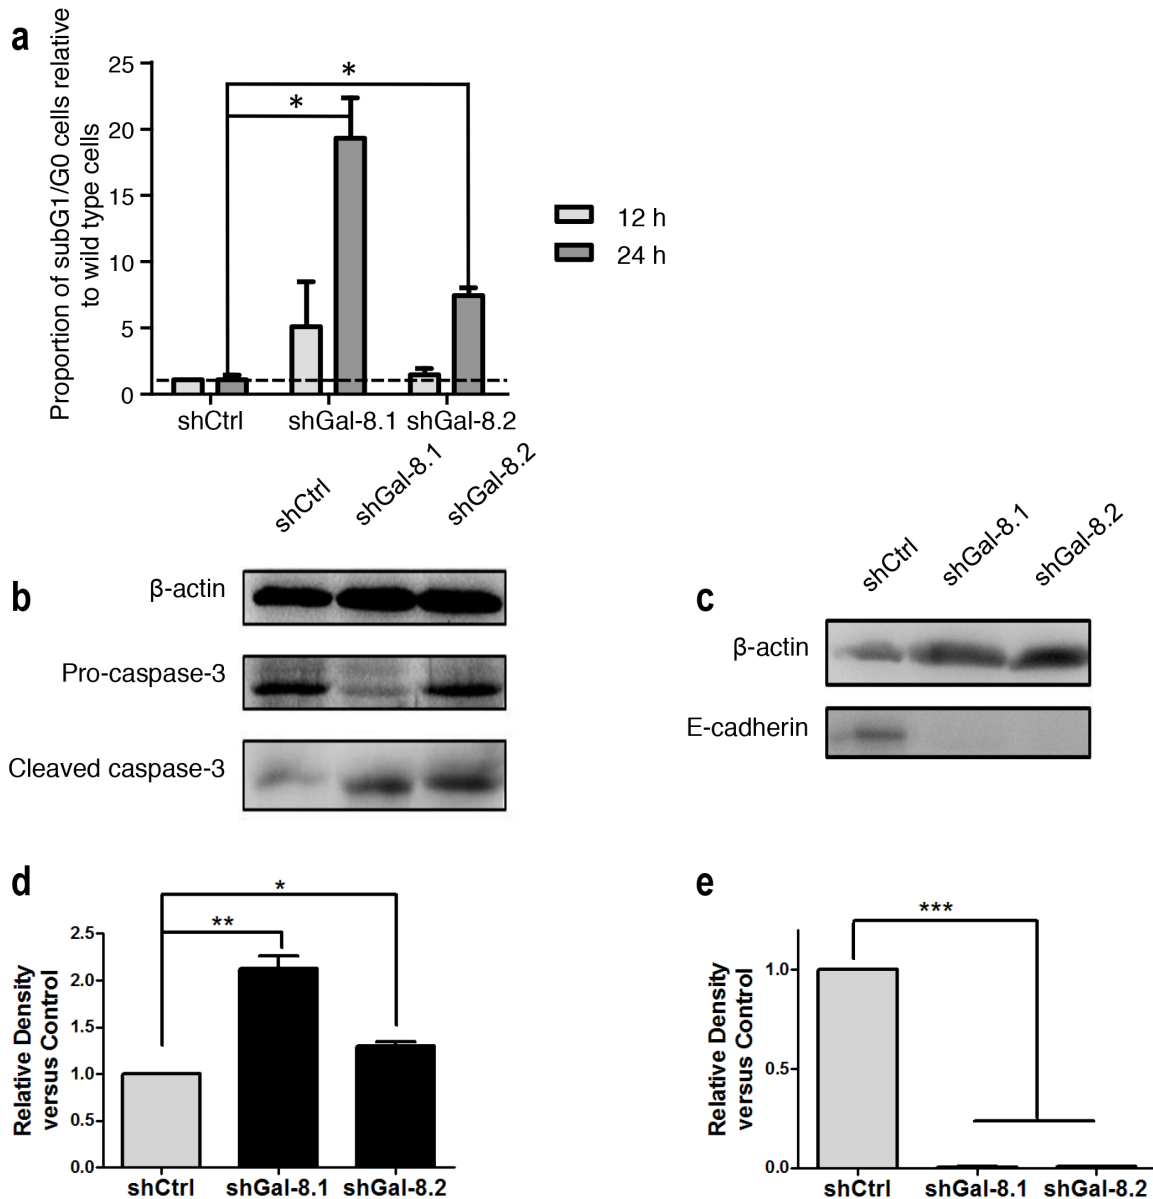 a
Proportion of subG1/G0 cells relative
to wild type cells
25
20
15
10
5
0
*
*
12 h
24 h
shCtrl shGal-8.1 shGal-8.2
b
shCtrl shGal-8.1 shGal-8.2
β-actin
Pro-caspase-3
Cleaved caspase-3
c
shCtrl shGal-8.1 shGal-8.2
β-actin
E-cadherin
d
Relative Density
versus Control
2.5
2.0
1.5
1.0
0.5
0.0
*
**
shCtrl shGal-8.1 shGal-8.2
e
Relative Density
versus Control
1.0
0.5
0.0
***
shCtrl shGal-8.1 shGal-8.2